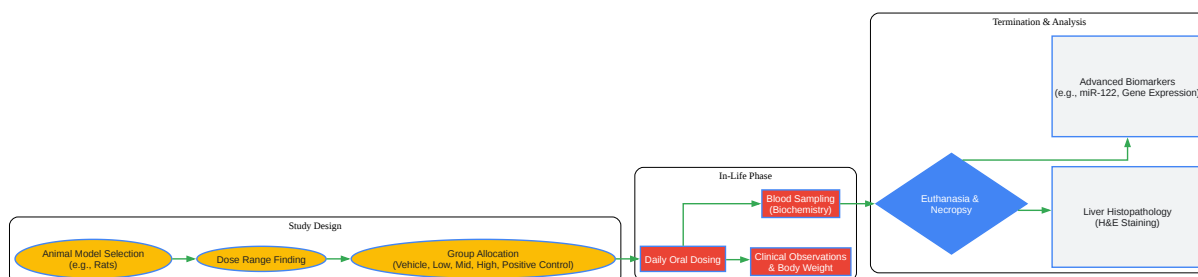 Study Design
Animal Model Selection
(e.g., Rats)
Dose Range Finding
Group Allocation
(Vehicle, Low, Mid, High, Positive Control)
In-Life Phase
Daily Oral Dosing
Blood Sampling
(Biochemistry)
Clinical Observations
& Body Weight
Termination & Analysis
Euthanasia &
Necropsy
Advanced Biomarkers
(e.g., miR-122, Gene Expression)
Liver Histopathology
(H&E Staining)